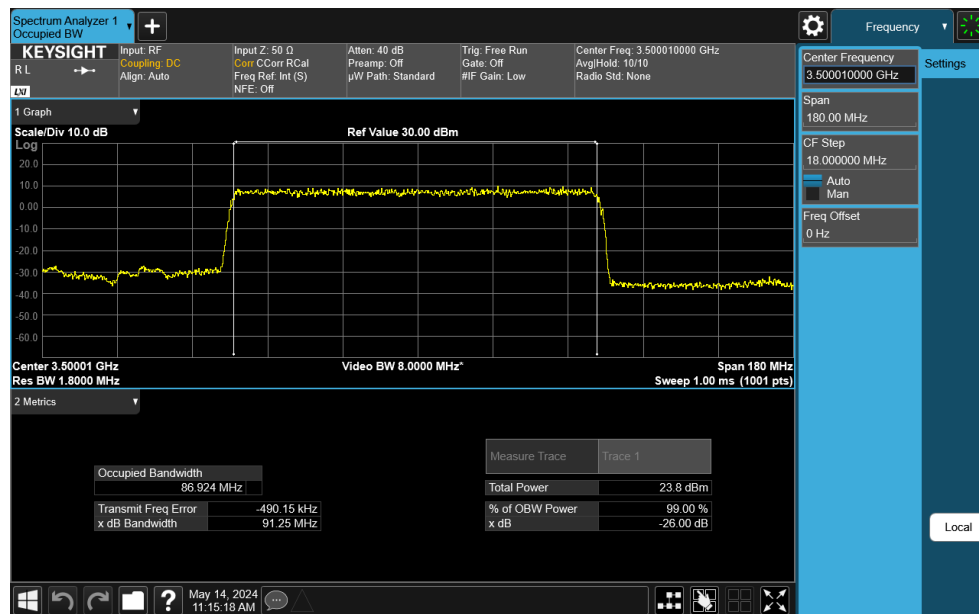 Spectrum Analyzer 1
Occupied BW
+
Frequency
KEYSIGHT
R L
LXI
Input: RF
Coupling: DC
Align: Auto
Input Z: 50 Ω
Corr CCorr RCal
Freq Ref: Int (S)
NFE: Off
Atten: 40 dB
Preamp: Off
µW Path: Standard
Trig: Free Run
Gate: Off
#IF Gain: Low
Center Freq: 3.500010000 GHz
Avg|Hold: 10/10
Radio Std: None
Center Frequency
3.500010000 GHz
Settings
Span
180.00 MHz
CF Step
18.000000 MHz
Auto
Man
Freq Offset
0 Hz
Local
1 Graph
Scale/Div 10.0 dB
Ref Value 30.00 dBm
Log
20.0
10.0
0.00
-10.0
-20.0
-30.0
-40.0
-50.0
-60.0
Center 3.50001 GHz
Video BW 8.0000 MHz*
Span 180 MHz
Res BW 1.8000 MHz
Sweep 1.00 ms (1001 pts)
2 Metrics
Measure Trace
Trace 1
Occupied Bandwidth
86.924 MHz
Total Power
23.8 dBm
Transmit Freq Error
-490.15 kHz
% of OBW Power
99.00 %
x dB Bandwidth
91.25 MHz
x dB
-26.00 dB
?
May 14, 2024
11:15:18 AM